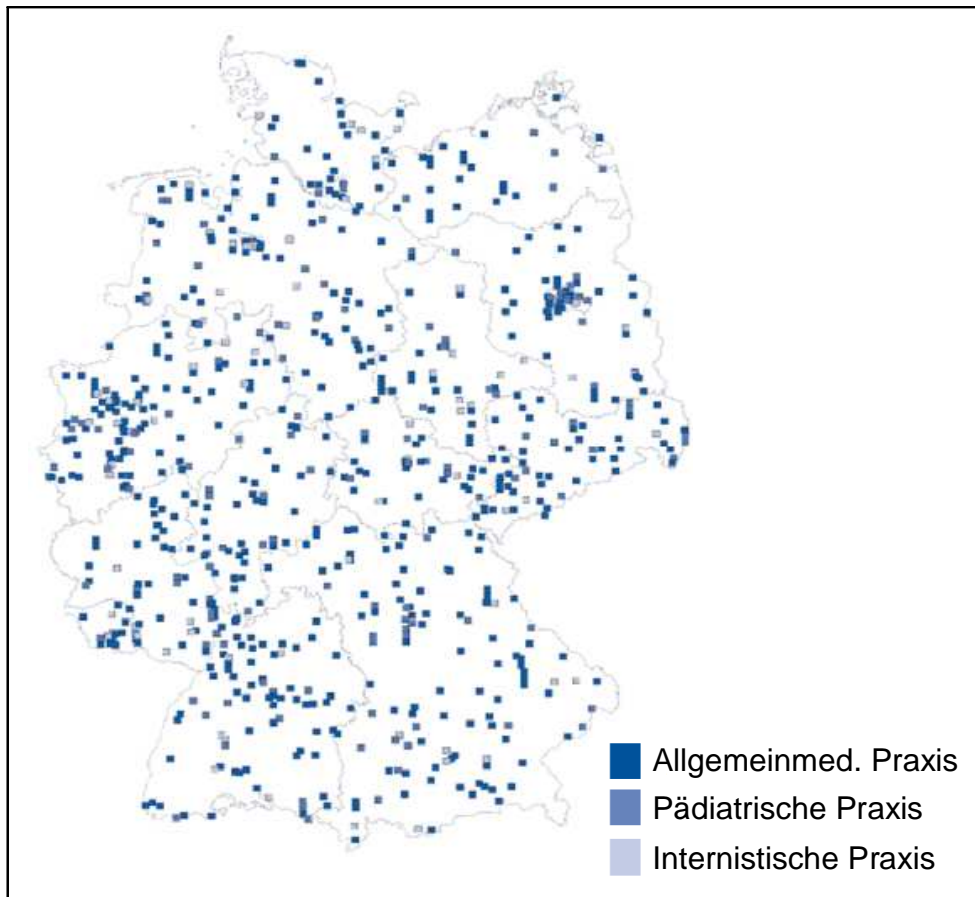 Allgemeinmed. Praxis
Pädiatrische Praxis
Internistische Praxis